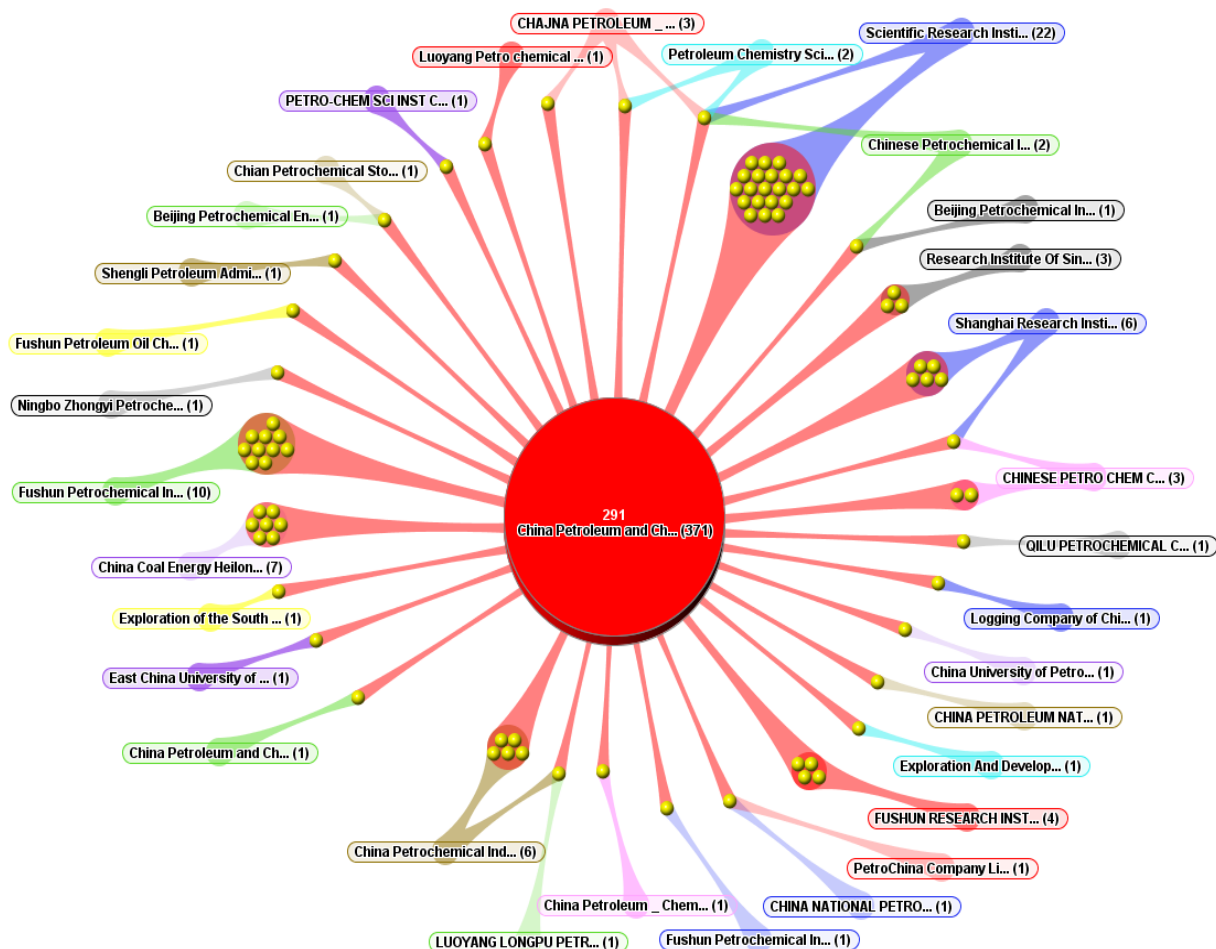 CHAJNA PETROLEUM _ ... (3)
Scientific Research Insti... (22)
Luoyang Petro chemical ... (1)
Petroleum Chemistry Sci... (2)
PETRO-CHEM SCI INST C... (1)
Chinese Petrochemical I... (2)
Chian Petrochemical Sto... (1)
Beijing Petrochemical En... (1)
Beijing Petrochemical In... (1)
Research Institute Of Sin... (3)
Shengli Petroleum Admi... (1)
Shanghai Research Insti... (6)
Fushun Petroleum Oil Ch... (1)
Ningbo Zhongyi Petroche... (1)
CHINESE PETRO CHEM C... (3)
Fushun Petrochemical In... (10)
291
China Petroleum and Ch... (371)
QILU PETROCHEMICAL C... (1)
China Coal Energy Heilon... (7)
Exploration of the South ... (1)
Logging Company of Chi... (1)
East China University of ... (1)
China University of Petro... (1)
CHINA PETROLEUM NAT... (1)
China Petroleum and Ch... (1)
Exploration And Develop... (1)
FUSHUN RESEARCH INST... (4)
China Petrochemical Ind... (6)
PetroChina Company Li... (1)
China Petroleum _ Chem... (1)
CHINA NATIONAL PETRO... (1)
LUOYANG LONGPU PETR... (1)
Fushun Petrochemical In... (1)